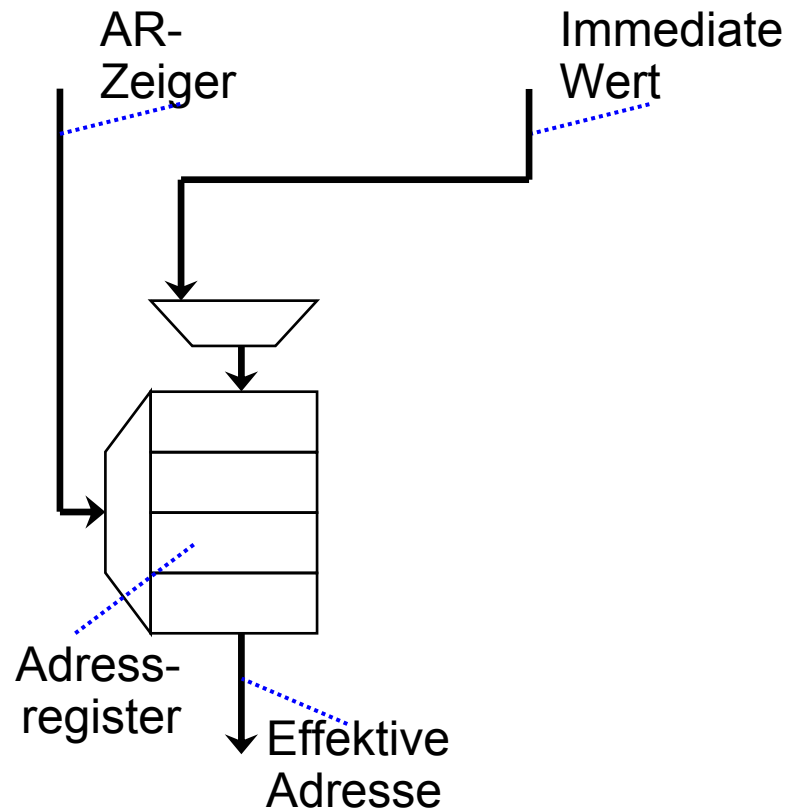 AR-
Zeiger
Immediate
Wert
Adress-
register
Effektive
Adresse